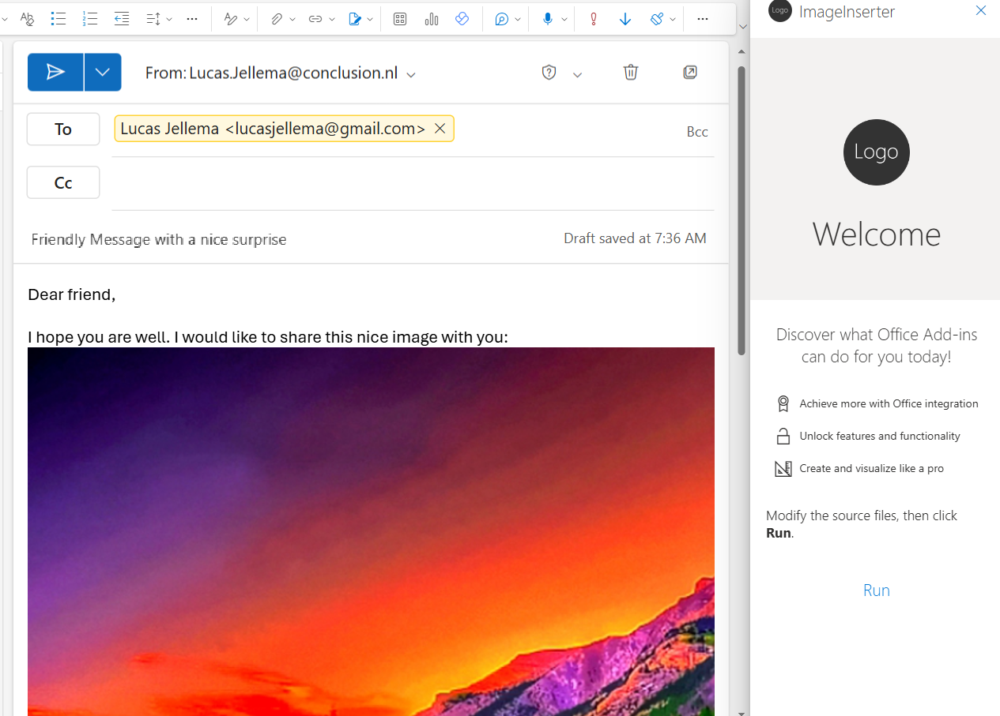 From: Lucas.Jellema@conclusion.nl
To
Lucas Jellema <lucasjellema@gmail.com>
Bcc
Cc
Friendly Message with a nice surprise
Draft saved at 7:36 AM
Dear friend,
I hope you are well. I would like to share this nice image with you:
Logo
ImageInserter
Logo
Welcome
Discover what Office Add-ins
can do for you today!
Achieve more with Office integration
Unlock features and functionality
Create and visualize like a pro
Modify the source files, then click
Run.
Run